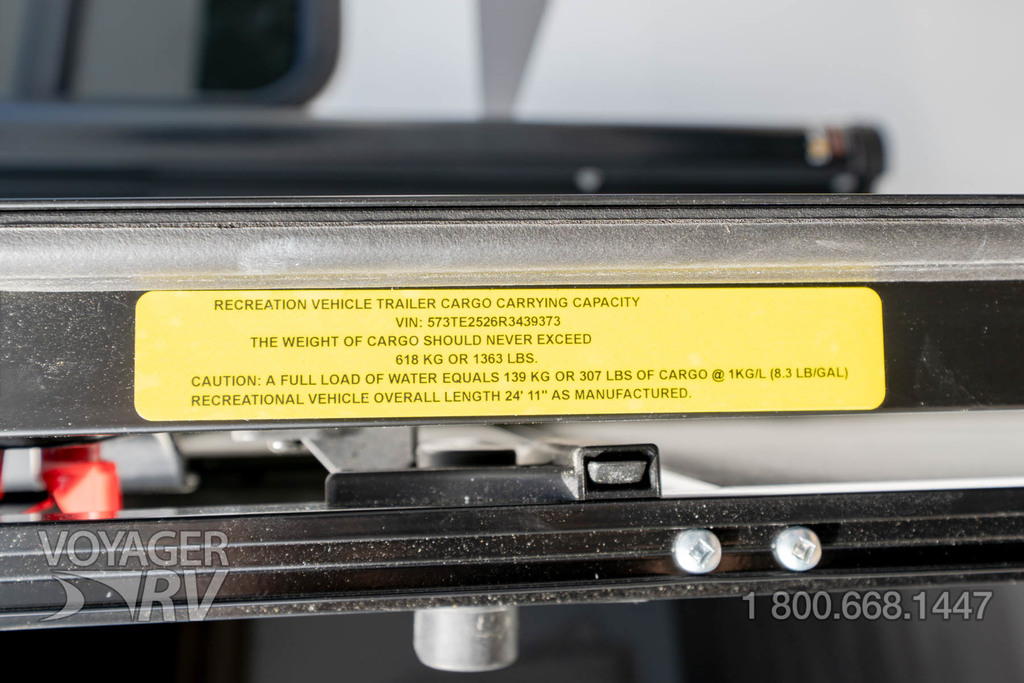 RECREATION VEHICLE TRAILER CARGO CARRYING CAPACITY
VIN: 573TE2526R3439373
THE WEIGHT OF CARGO SHOULD NEVER EXCEED
618 KG OR 1363 LBS.
CAUTION: A FULL LOAD OF WATER EQUALS 139 KG OR 307 LBS OF CARGO @ 1KG/L (8.3 LB/GAL)
RECREATIONAL VEHICLE OVERALL LENGTH 24' 11" AS MANUFACTURED.
VOYAGER
RV
1 800.668.1447